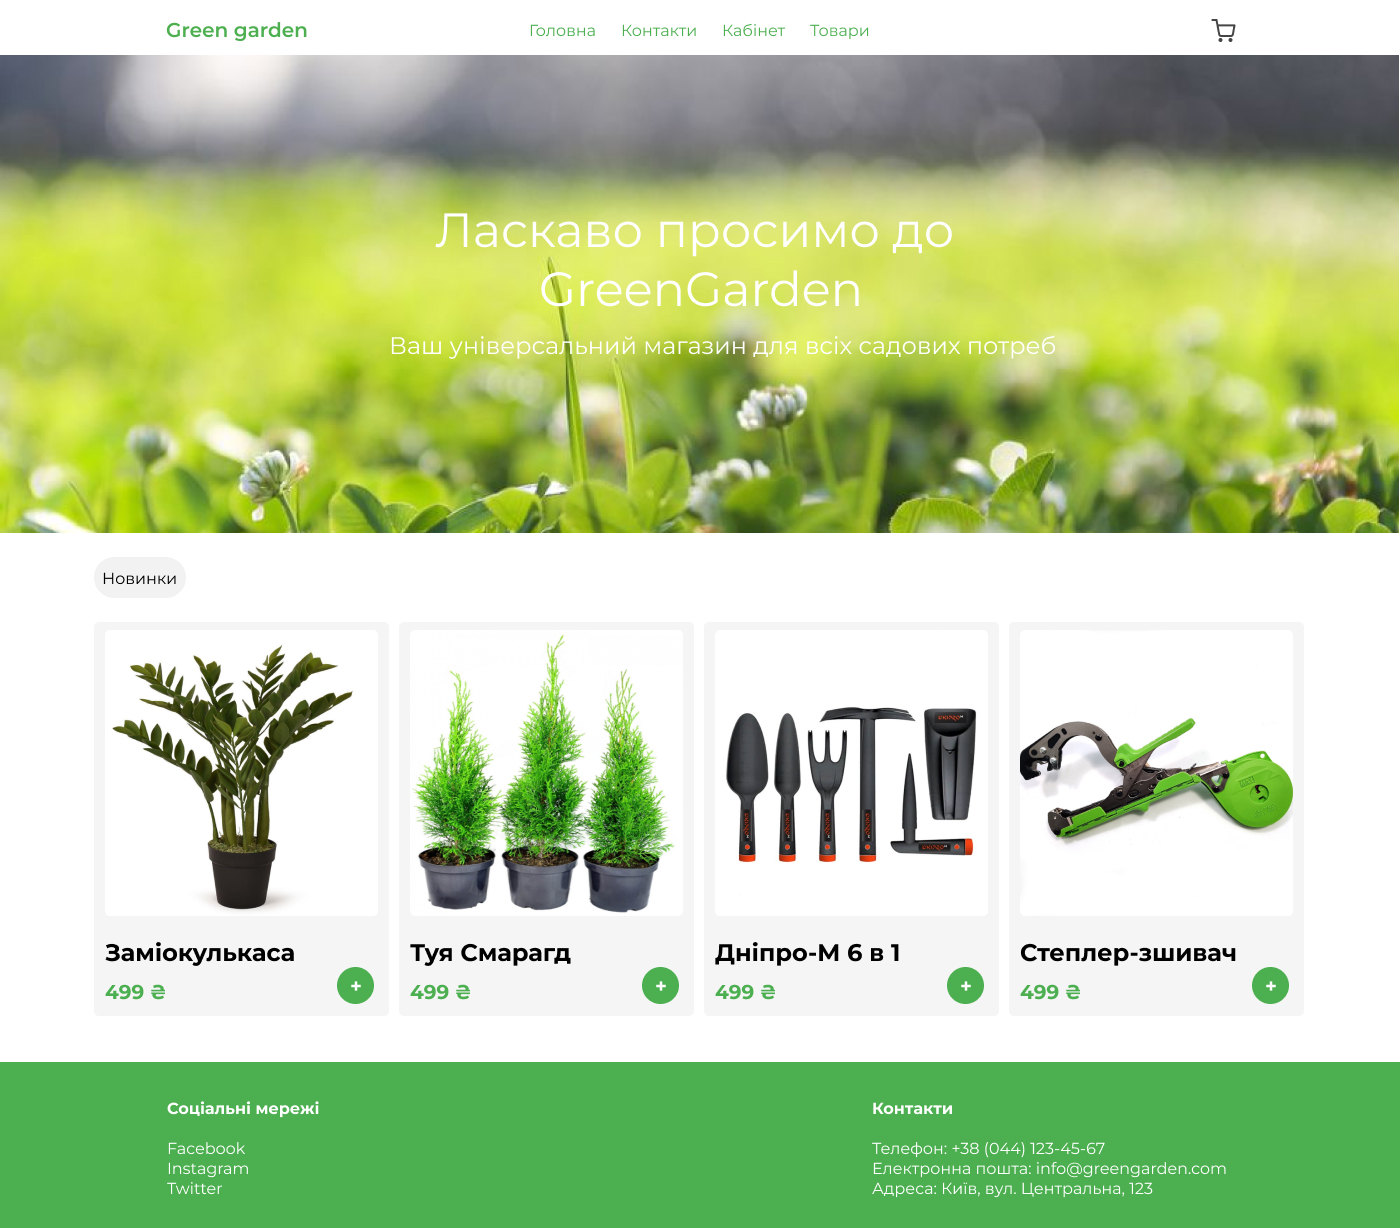 Green garden
Головна
Контакти
Кабінет
Товари
Ласкаво просимо до
GreenGarden
Ваш універсальний магазин для всіх садових потреб
Новинки
Заміокулькаса
499 ₴
+
Туя Смарагд
499 ₴
+
Дніпро-М 6 в 1
499 ₴
+
Степлер-зшивач
499 ₴
+
Соціальні мережі
Facebook
Instagram
Twitter
Контакти
Телефон: +38 (044) 123-45-67
Електронна пошта: info@greengarden.com
Адреса: Київ, вул. Центральна, 123